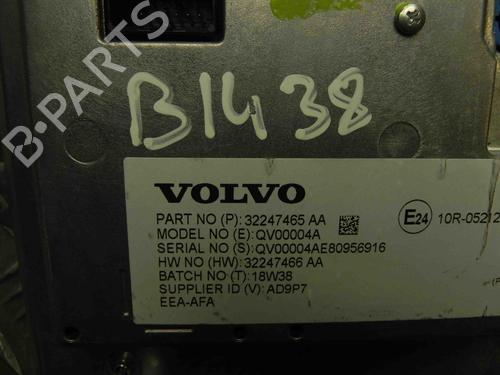 B1438
VOLVO
PART NO (P): 32247465 AA
MODEL NO (E): QV00004A
SERIAL NO (S): QV00004AE80956916
HW NO (HW): 32247466 AA
BATCH NO (T): 18W38
SUPPLIER ID (V): AD9P7
EEA-AFA
E24 10R-05212
B-PARTS